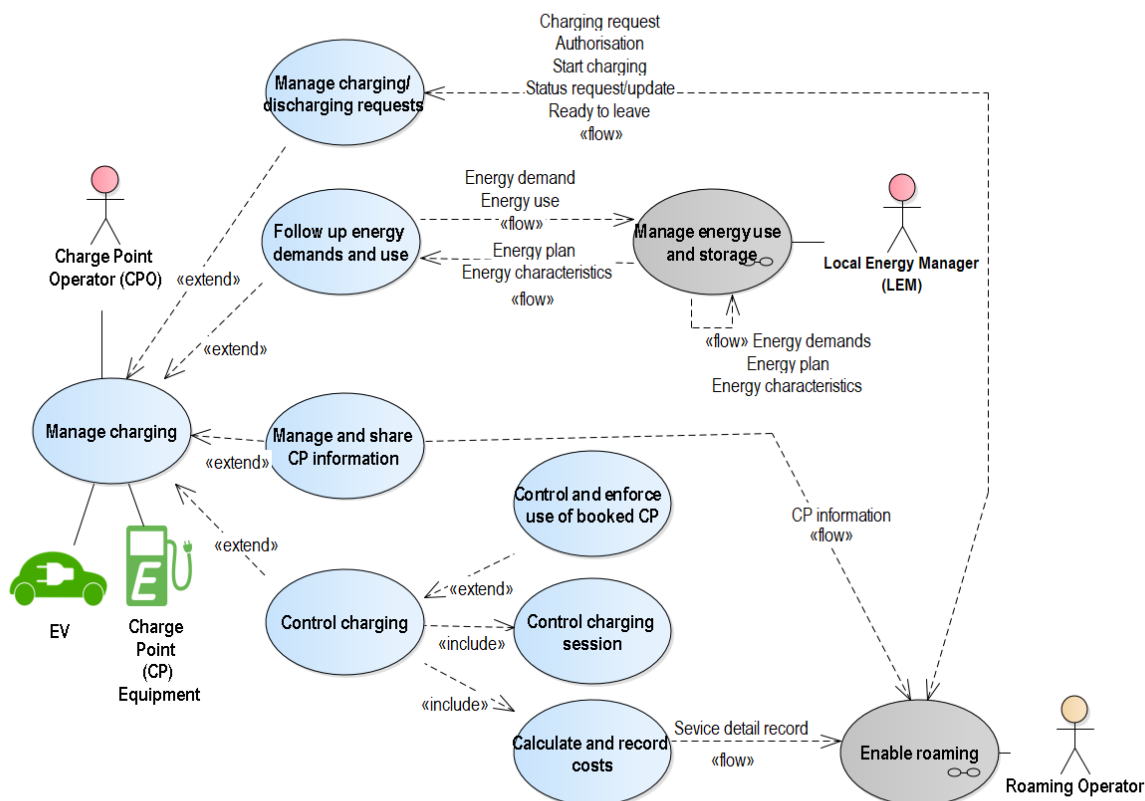 Charging request
Authorisation
Start charging
Status request/update
Ready to leave
«flow»
Manage charging/
discharging requests
Charge Point
Operator (CPO)
«extend»
Follow up energy
demands and use
Energy demand
Energy use
«flow»
Energy plan
Energy characteristics
«flow»
Manage energy use
and storage
Local Energy Manager
(LEM)
«extend»
«flow» Energy demands
Energy plan
Energy characteristics
Manage charging
«extend»
Manage and share
CP information
Control and enforce
use of booked CP
CP information
«flow»
«extend»
«extend»
E
EV
Charge
Point
(CP)
Equipment
Control charging
«include»
Control charging
session
«include»
Calculate and record
costs
Sevice detail record
«flow»
Enable roaming
Roaming Operator